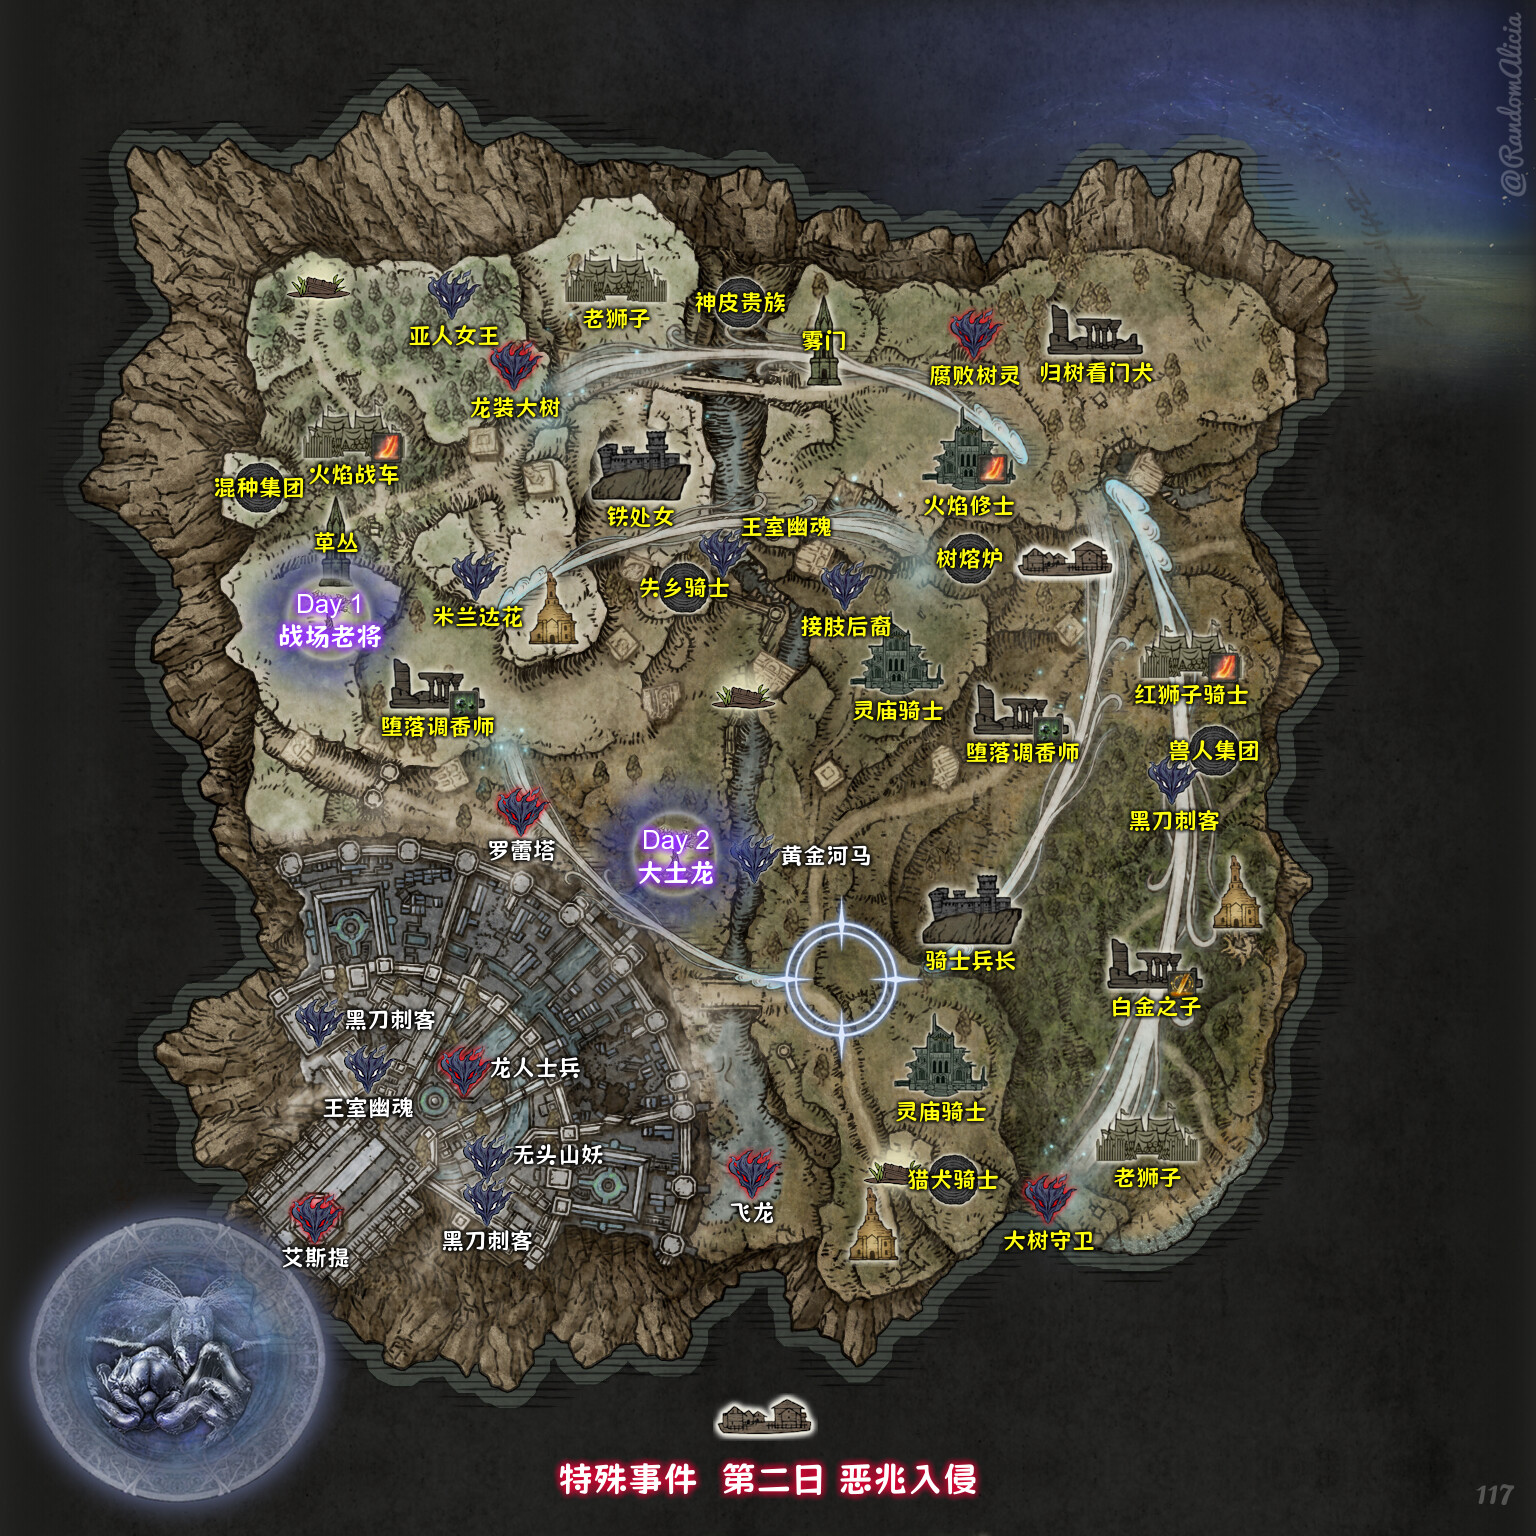 @RandomAlicia
神皮贵族
老狮子
亚人女王
雾门
腐败树灵
归树看门犬
龙装大树
火焰战车
混种集团
铁处女
火焰修士
王室幽魂
草丛
树熔炉
失乡骑士
Day 1
战场老将
米兰达花
接肢后裔
红狮子骑士
灵庙骑士
堕落调香师
堕落调香师
兽人集团
黑刀刺客
Day 2
大土龙
罗蕾塔
黄金河马
骑士兵长
白金之子
黑刀刺客
龙人士兵
王室幽魂
灵庙骑士
无头山妖
猎犬骑士
老狮子
飞龙
黑刀刺客
大树守卫
艾斯提
特殊事件 第二日 恶兆入侵
117